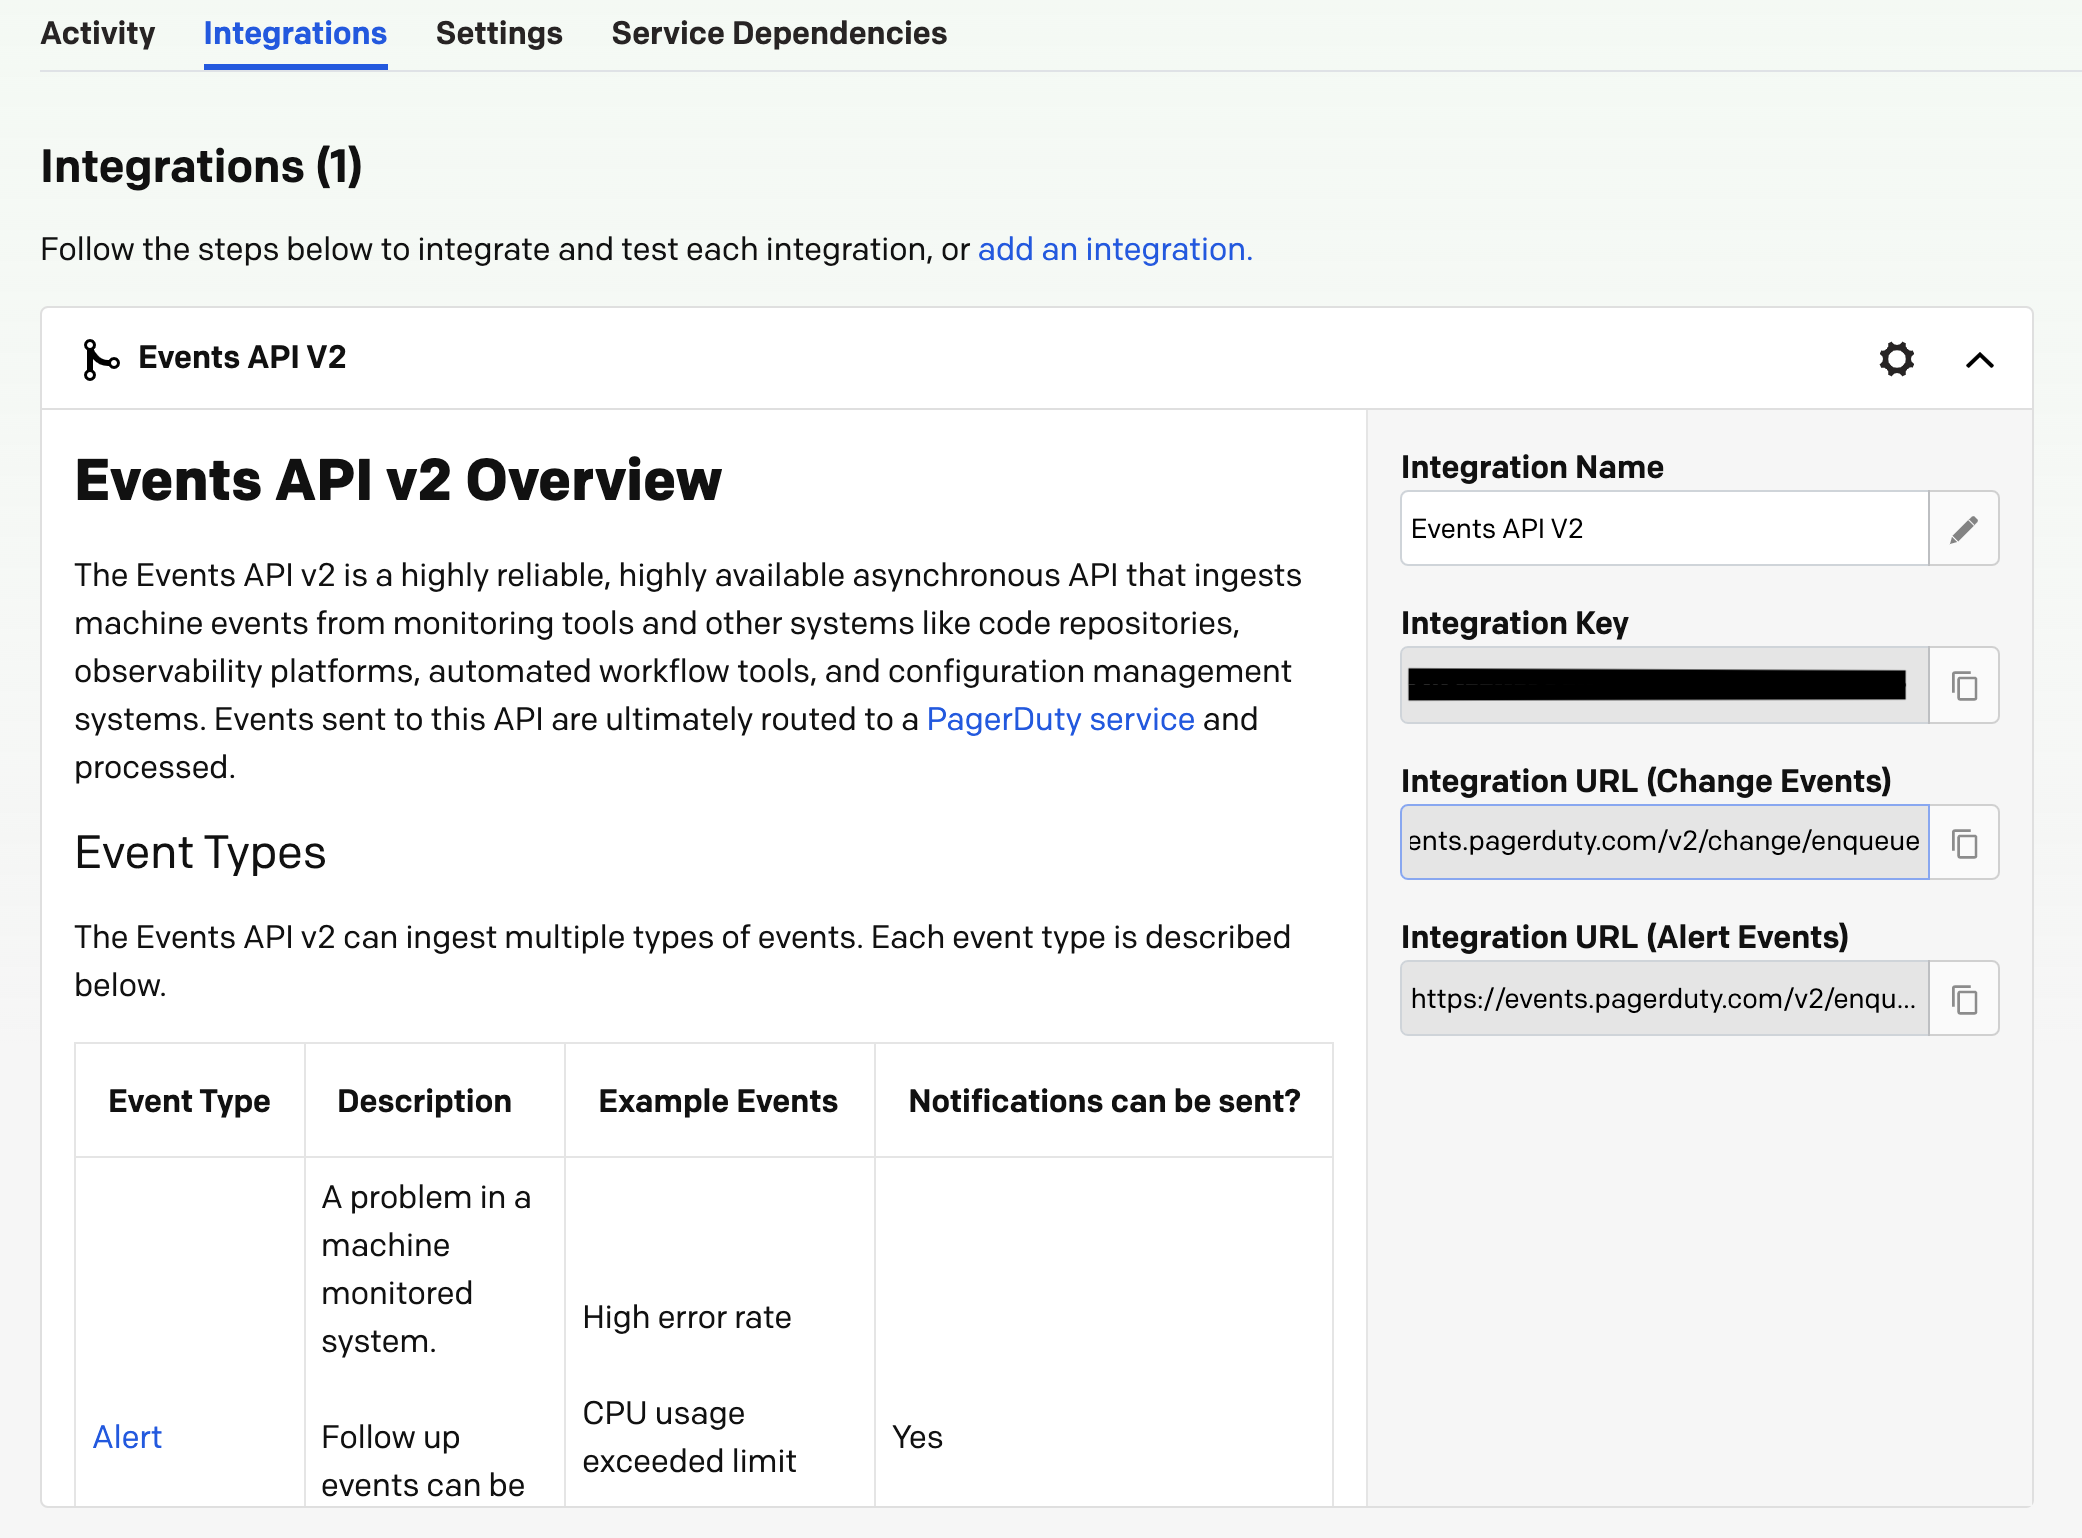 Activity Integrations Settings Service Dependencies
Integrations (1)
Follow the steps below to integrate and test each integration, or add an integration.
Events API V2
Events API v2 Overview
The Events API v2 is a highly reliable, highly available asynchronous API that ingests
machine events from monitoring tools and other systems like code repositories,
observability platforms, automated workflow tools, and configuration management
systems. Events sent to this API are ultimately routed to a PagerDuty service and
processed.
Event Types
The Events API v2 can ingest multiple types of events. Each event type is described
below.
Event Type Description Example Events Notifications can be sent?
Alert
A problem in a
machine
monitored
system.
Follow up
events can be
High error rate
CPU usage
exceeded limit
Yes
Integration Name
Events API V2
Integration Key
Integration URL (Change Events)
ents.pagerduty.com/v2/change/enqueue
Integration URL (Alert Events)
https://events.pagerduty.com/v2/enqu...